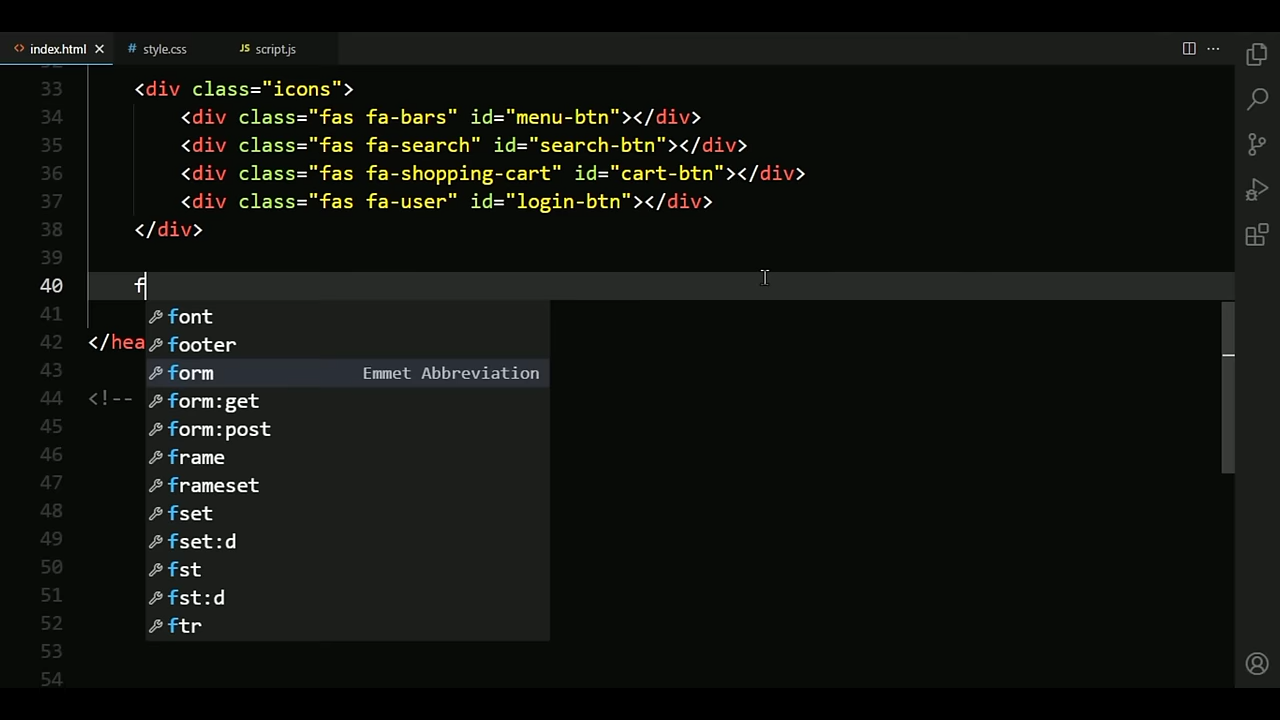 <> index.html × # style.css JS script.js ···
33 <div class="icons">
34 <div class="fas fa-bars" id="menu-btn"></div>
35 <div class="fas fa-search" id="search-btn"></div>
36 <div class="fas fa-shopping-cart" id="cart-btn"></div>
37 <div class="fas fa-user" id="login-btn"></div>
38 </div>
39
40 f
41 font
footer
42 </hea
43 form Emmet Abbreviation
44 <!-- form:get
45 form:post
46 frame
47 frameset
48 fset
49 fset:d
50 fst
51 fst:d
52 ftr
53
54